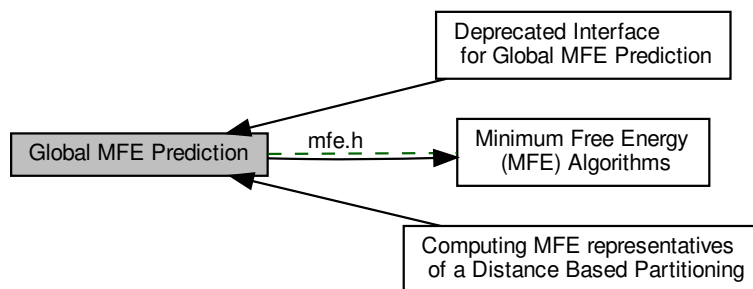 Deprecated Interface
for Global MFE Prediction
mfe.h
Global MFE Prediction
Minimum Free Energy
(MFE) Algorithms
Computing MFE representatives
of a Distance Based Partitioning